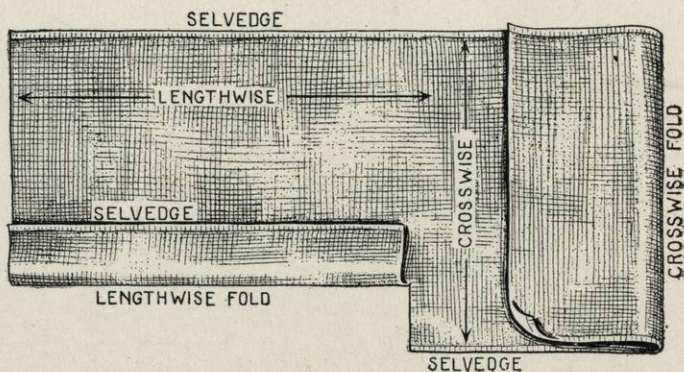 SELVEDGE
LENGTHWISE
CROSSWISE
CROSSWISE FOLD
SELVEDGE
LENGTHWISE FOLD
SELVEDGE